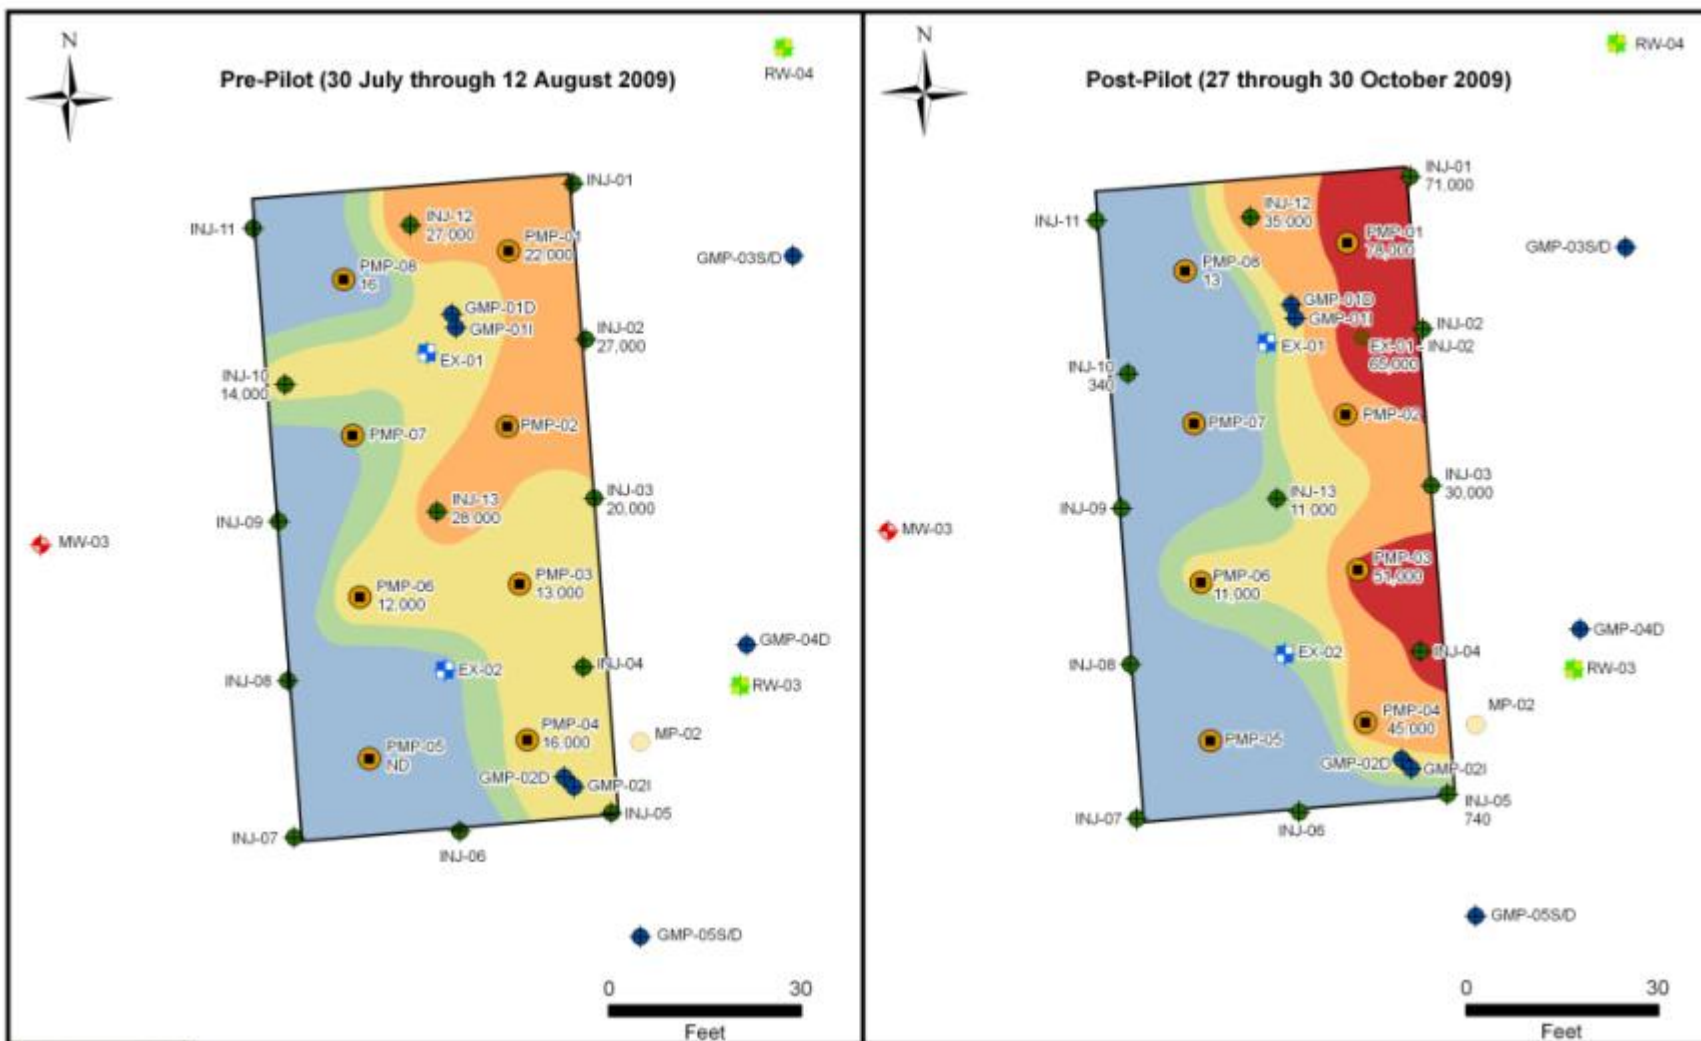 N
Pre-Pilot (30 July through 12 August 2009)
RW-04
INJ-01
INJ-11
INJ-12
27,000
PMP-01
22,000
GMP-03S/D
PMP-08
16
GMP-01D
GMP-01I
INJ-02
27,000
EX-01
INJ-10
14,000
PMP-07
PMP-02
INJ-03
20,000
INJ-13
28,000
INJ-09
MW-03
PMP-06
12,000
PMP-03
13,000
GMP-04D
INJ-04
EX-02
RW-03
INJ-08
PMP-04
16,000
MP-02
PMP-05
ND
GMP-02D
GMP-02I
INJ-05
INJ-07
INJ-06
GMP-05S/D
0 30
Feet
N
Post-Pilot (27 through 30 October 2009)
RW-04
INJ-01
71,000
INJ-11
INJ-12
35,000
PMP-01
78,000
GMP-03S/D
PMP-08
13
GMP-01D
GMP-01I
INJ-02
EX-01
EX-01 - INJ-02
65,000
INJ-10
340
PMP-07
PMP-02
INJ-03
30,000
INJ-13
11,000
INJ-09
MW-03
PMP-03
51,000
PMP-06
11,000
GMP-04D
INJ-04
EX-02
RW-03
INJ-08
MP-02
PMP-04
45,000
PMP-05
GMP-02D
GMP-02I
INJ-05
740
INJ-07
INJ-06
GMP-05S/D
0 30
Feet